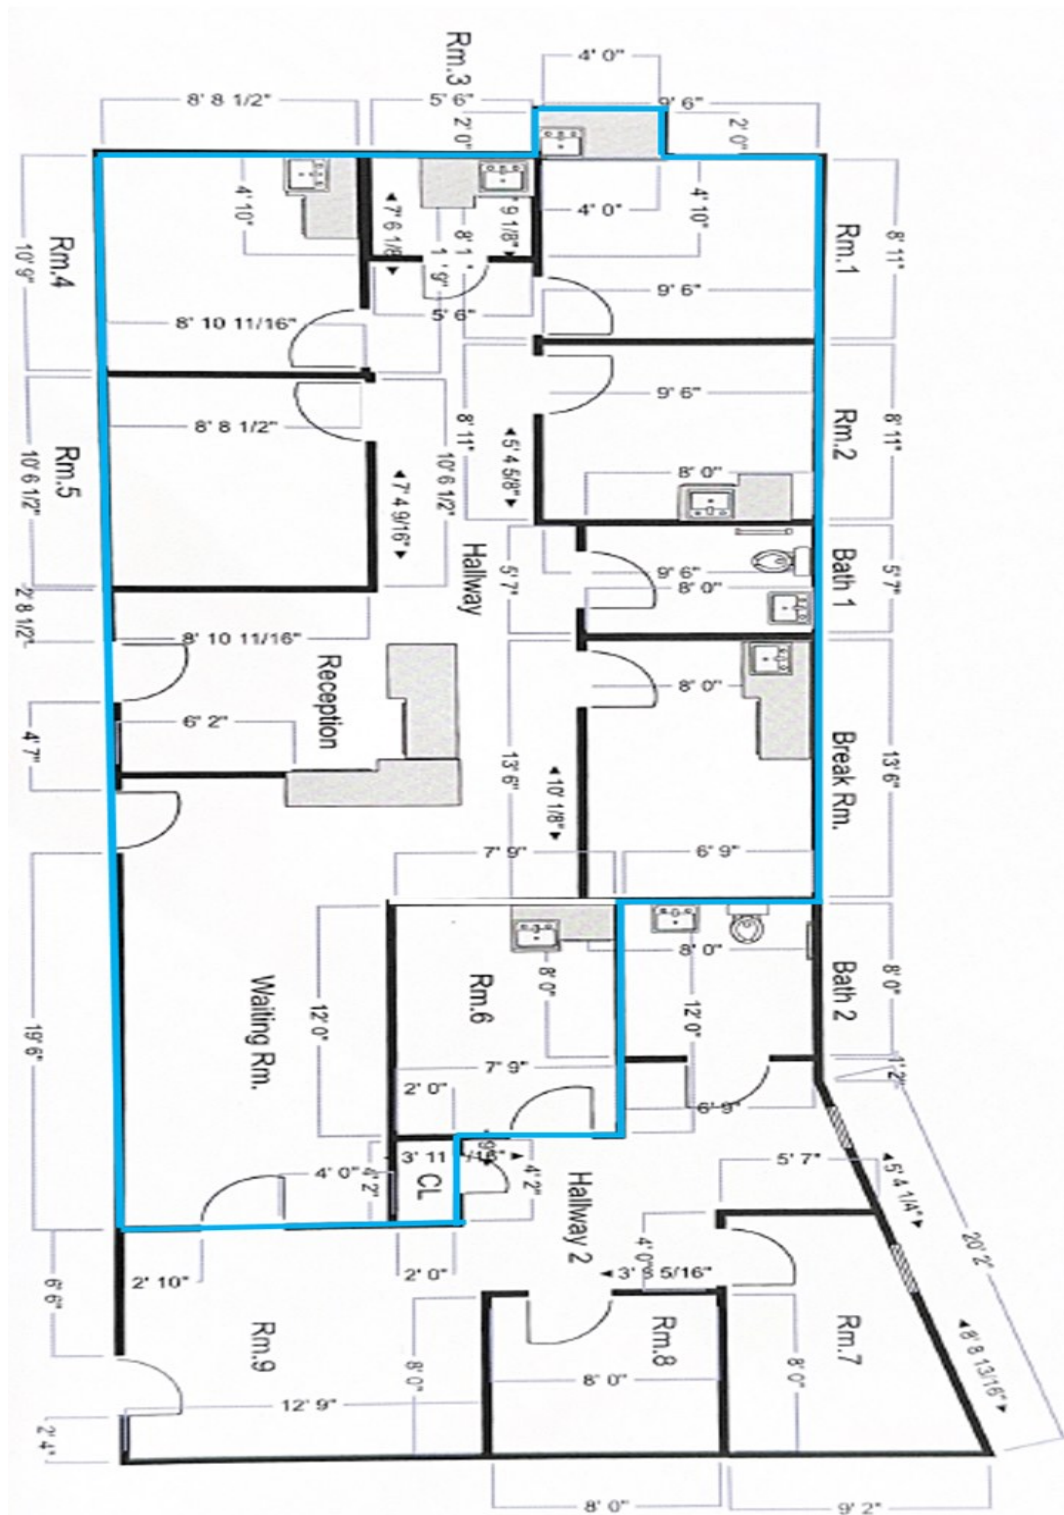 Rm.3
4' 0"
8' 8 1/2"
5' 6"
2' 0"
9' 6"
2' 0"
4' 10"
7' 6 1/8"
9 1/8"
4' 0"
4' 10"
Rm.1
8' 11"
Rm.4
10' 9"
1' 9"
9' 6"
5' 6"
8' 10 11/16"
9' 6"
8' 8 1/2"
8' 11"
Rm.2
8' 11"
Rm.5
10' 6 1/2"
10' 6 1/2"
5' 4 5/8"
8' 0"
7' 4 9/16"
Hallway
5' 7"
9' 6"
8' 0"
Bath 1
5' 7"
2' 8 1/2"
8' 10 11/16"
Reception
6' 2"
8' 0"
4' 7"
13' 6"
10' 1/8"
Break Rm.
13' 6"
7' 9"
6' 9"
8' 0"
Bath 2
8' 0"
Rm.6
8' 0"
12' 0"
12' 0"
Waiting Rm.
19' 6"
7' 9"
1' 2"
2' 0"
6' 9"
3' 11
4' 0"
4' 2"
CL
4' 2"
5' 7"
5' 4 1/4"
Hallway 2
20' 2"
2' 10"
2' 0"
4' 0"
5/16"
6' 6"
Rm.9
8' 0"
Rm.8
Rm.7
8' 8 13/16"
8' 0"
8' 0"
12' 9"
2' 4"
8' 0"
9' 2"